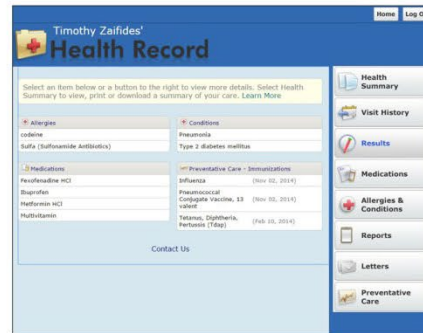 Home Log O
Timothy Zaifides'
Health Record
Select an item below or a button to the
right to view more details. Select Health
Summary to view, print or download a
summary of your care. Learn More
Allergies
codeine
Sulfa (Sulfonamide Antibiotics)
Conditions
Pneumonia
Type 2 diabetes mellitus
Medications
Fexofenadine HCl
Ibuprofen
Metformin HCl
Multivitamin
Preventative Care - Immunizations
Influenza (Nov 02, 2014)
Pneumococcal
Conjugate Vaccine, 13 (Nov 02, 2014)
valent
Tetanus, Diphtheria, (Feb 10, 2014)
Pertussis (Tdap)
Contact Us
Health
Summary
Visit History
Results
Medications
Allergies &
Conditions
Reports
Letters
Preventative
Care